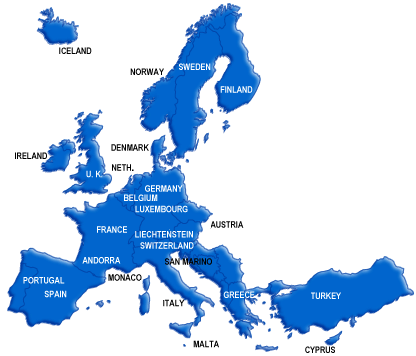 ICELAND
NORWAY
SWEDEN
FINLAND
DENMARK
IRELAND
NETH.
U. K.
GERMANY
BELGIUM
LUXEMBOURG
AUSTRIA
FRANCE
LIECHTENSTEIN
SWITZERLAND
ANDORRA
SAN MARINO
MONACO
PORTUGAL
SPAIN
ITALY
GREECE
TURKEY
MALTA
CYPRUS